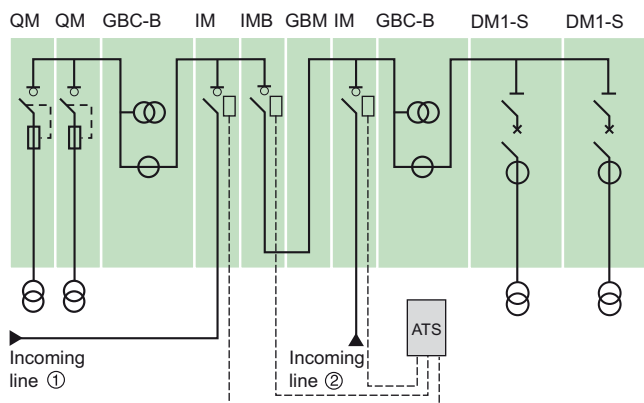 QM QM GBC-B IM IMB GBM IM GBC-B DM1-S DM1-S
ATS
Incoming
line ①
Incoming
line ②